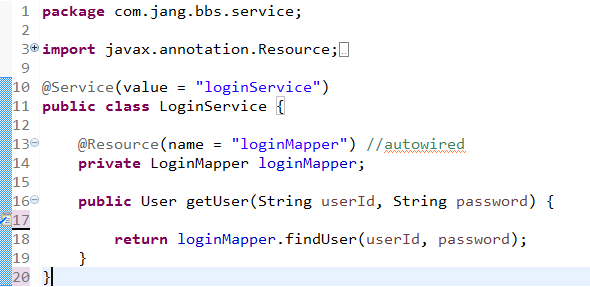 1 package com.jang.bbs.service;
2
3 import javax.annotation.Resource;
9
10 @Service(value = "loginService")
11 public class LoginService {
12
13 @Resource(name = "loginMapper") //autowired
14 private LoginMapper loginMapper;
15
16 public User getUser(String userId, String password) {
17
18 return loginMapper.findUser(userId, password);
19 }
20 }